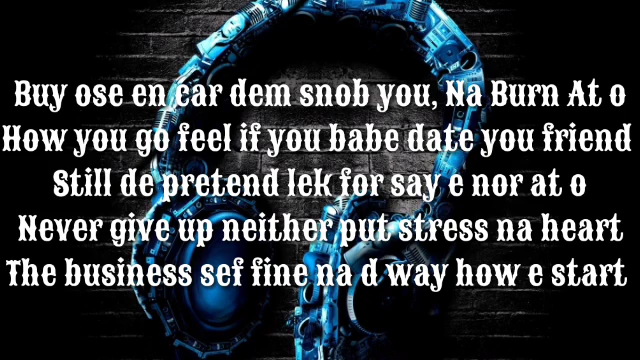 Buy ose en car dem snob you, Na Burn At o
How you go feel if you babe date you friend
Still de pretend lek for say e nor at o
Never give up neither put stress na heart
The business sef fine na d way how e start